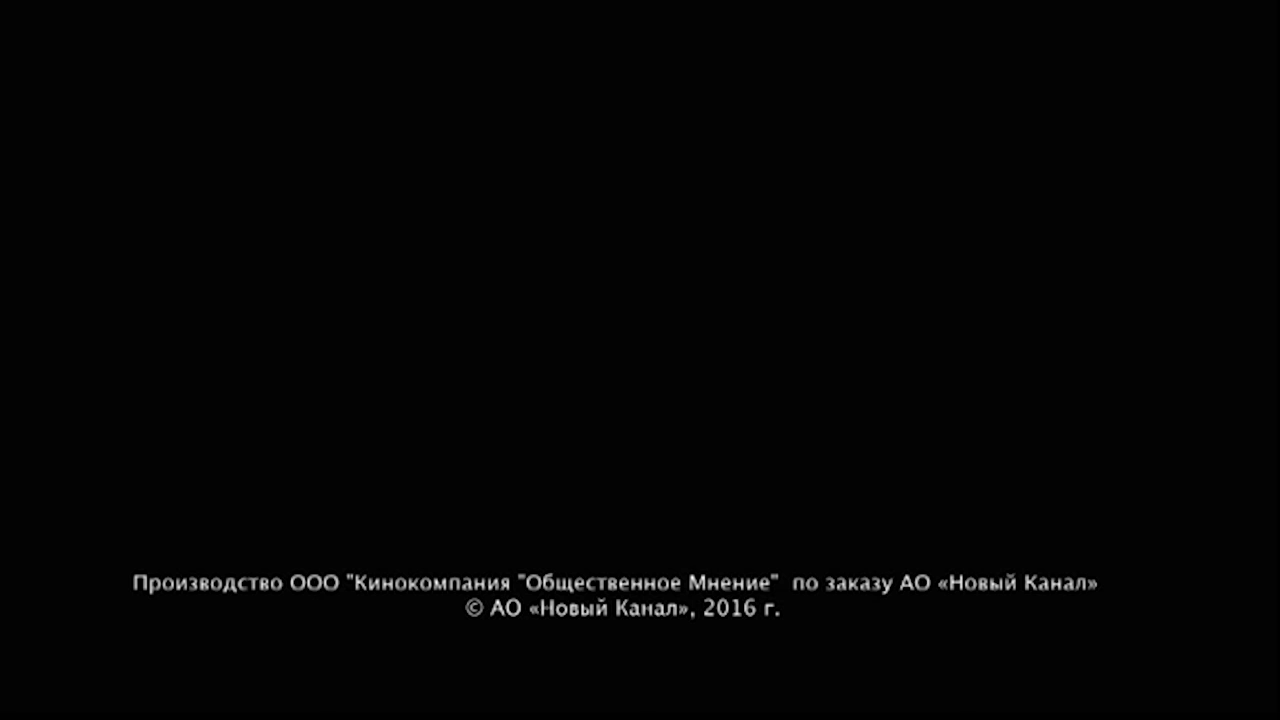 Производство ООО "Кинокомпания "Общественное Мнение"  по заказу АО «Новый Канал»
© АО «Новый Канал», 2016 г.